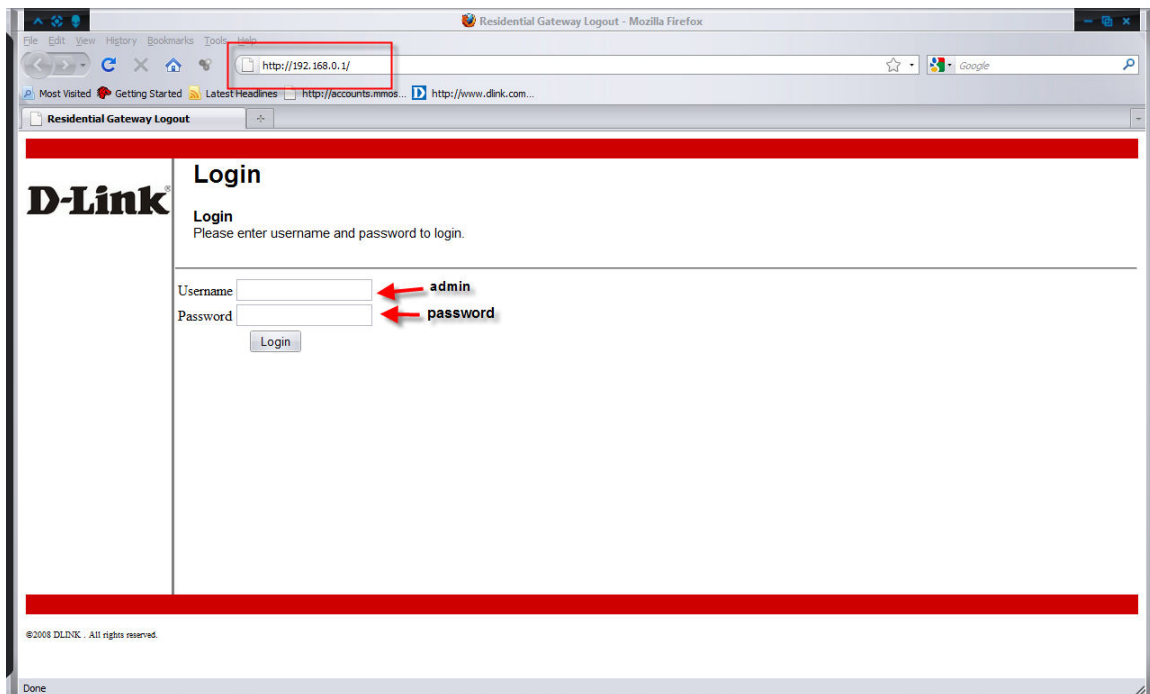 Residential Gateway Logout - Mozilla Firefox
File Edit View History Bookmarks Tools Help
http://192.168.0.1/
Google
Most Visited Getting Started Latest Headlines http://accounts.mmos... http://www.dlink.com...
Residential Gateway Logout
D-Link®
Login
Login
Please enter username and password to login.
Username
admin
Password
password
Login
©2008 DLINK . All rights reserved.
Done